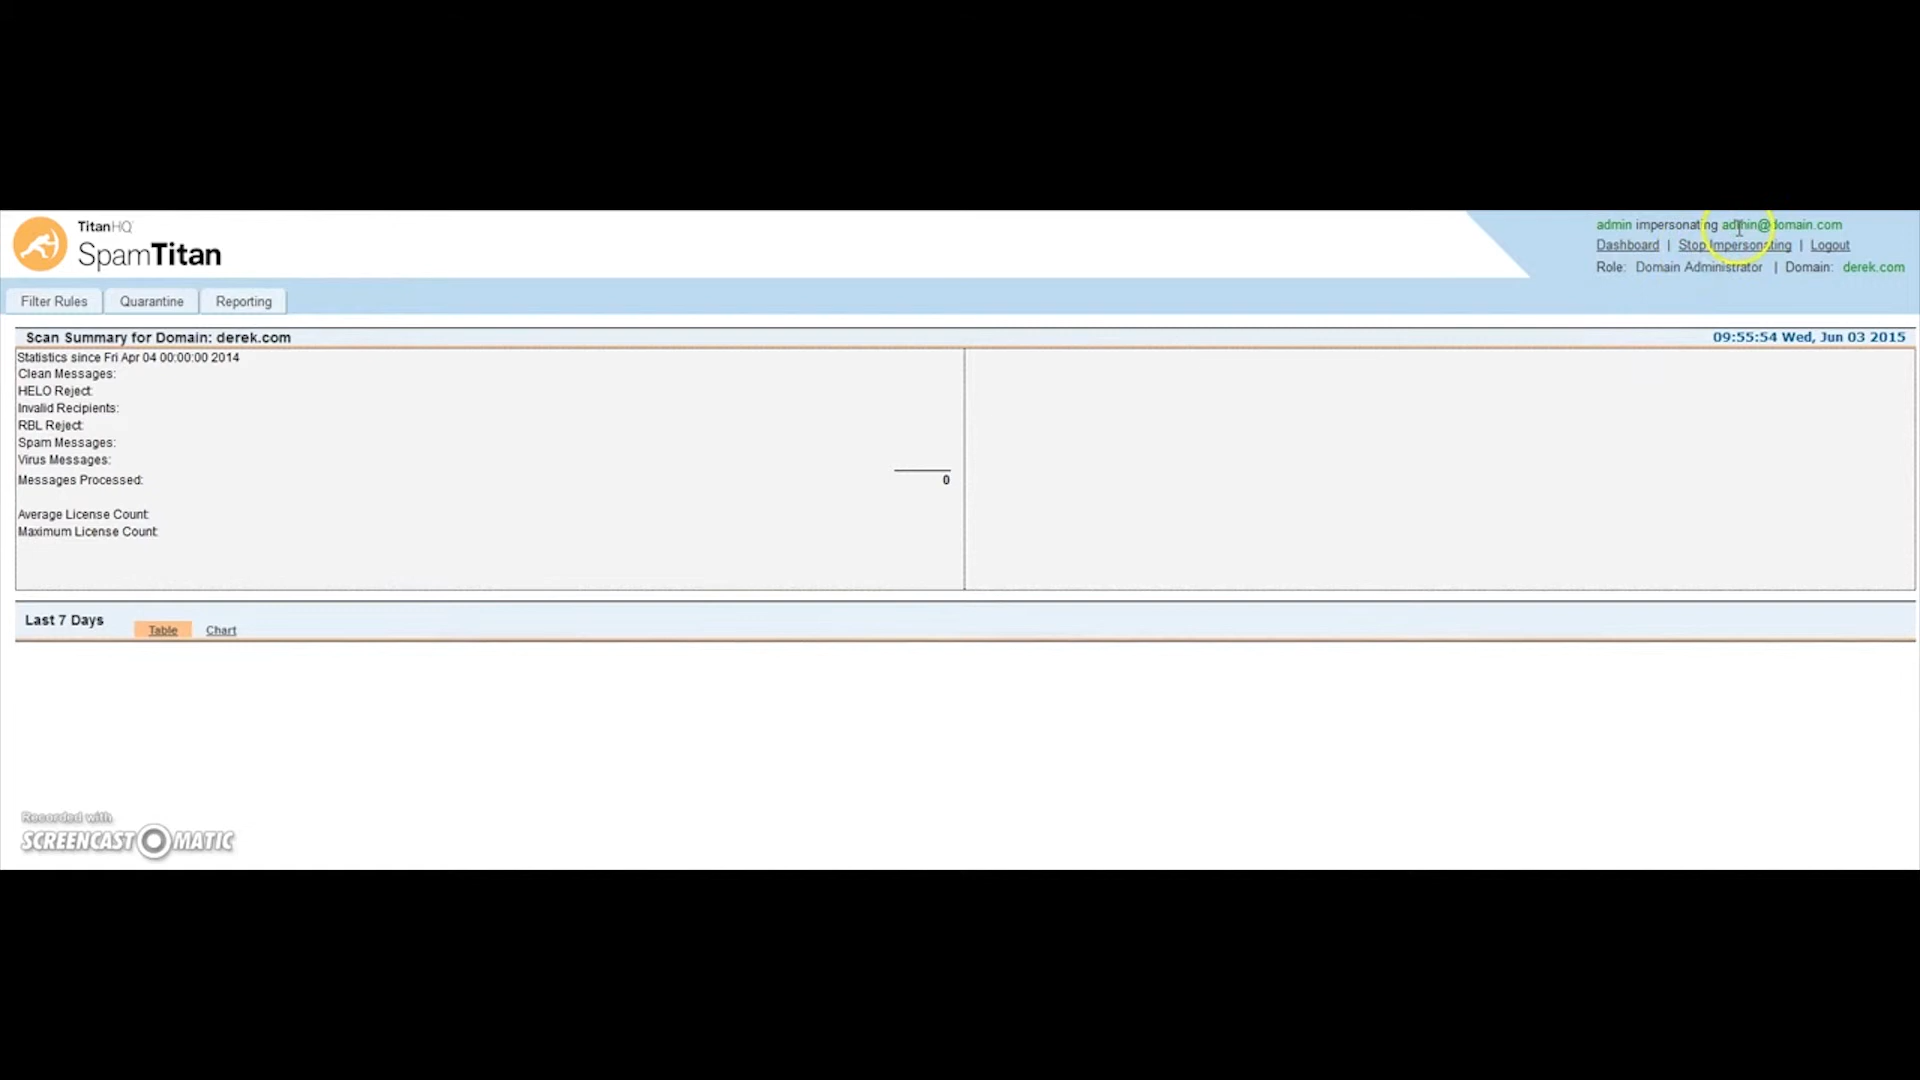 TitanHQ
SpamTitan
admin impersonating admin@domain.com
Dashboard | Stop Impersonating | Logout
Role: Domain Administrator | Domain: derek.com
Filter Rules Quarantine Reporting
Scan Summary for Domain: derek.com 09:55:54 Wed, Jun 03 2015
Statistics since Fri Apr 04 00:00:00 2014
Clean Messages:
HELO Reject:
Invalid Recipients:
RBL Reject:
Spam Messages:
Virus Messages:
Messages Processed: 0
Average License Count:
Maximum License Count:
Last 7 Days Table Chart
Recorded with
SCREENCAST MATIC